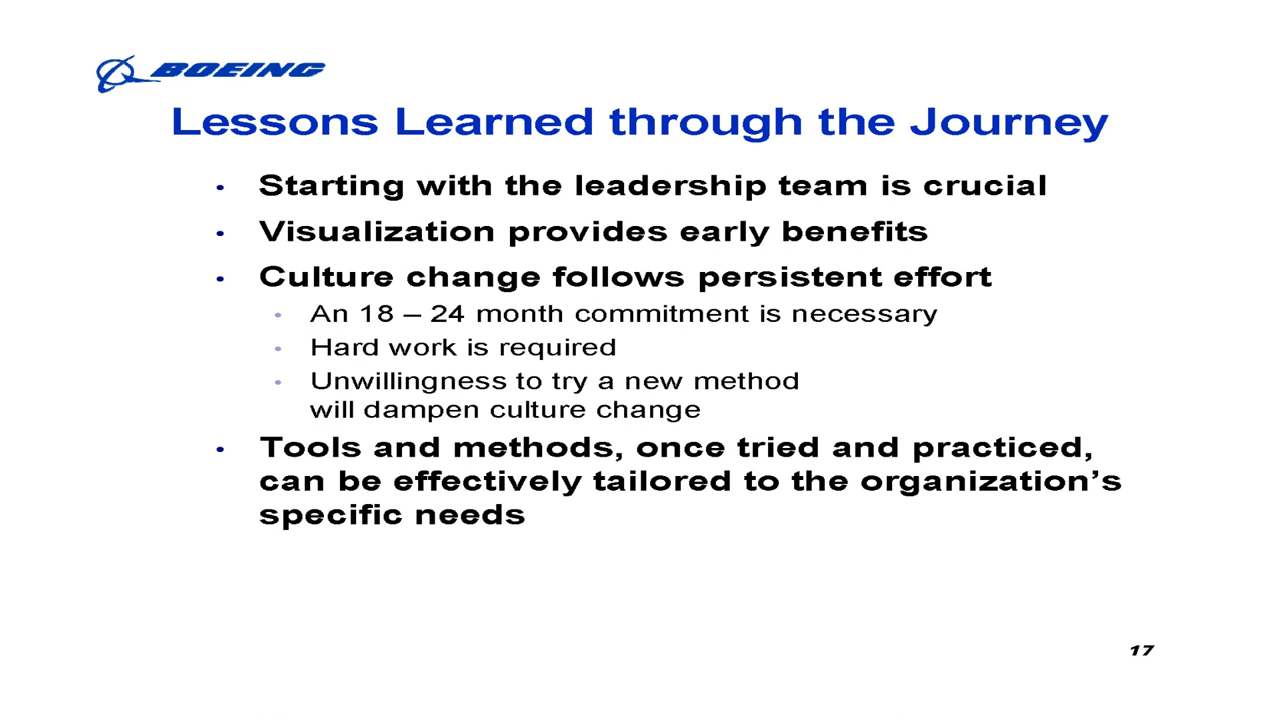 BOEING
Lessons Learned through the Journey
• Starting with the leadership team is crucial
• Visualization provides early benefits
• Culture change follows persistent effort
• An 18 – 24 month commitment is necessary
• Hard work is required
• Unwillingness to try a new method
will dampen culture change
• Tools and methods, once tried and practiced,
can be effectively tailored to the organization’s
specific needs
17